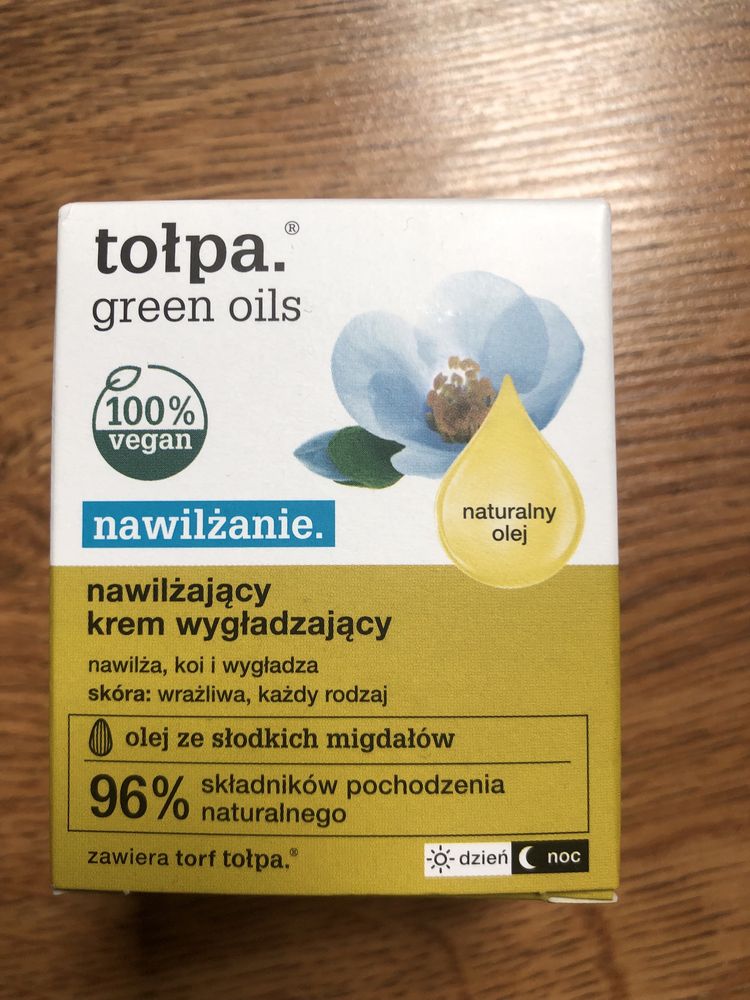 tołpa.®
green oils
100%
vegan
naturalny
olej
nawilżanie.
nawilżający
krem wygładzający
nawilża, koi i wygładza
skóra: wrażliwa, każdy rodzaj
olej ze słodkich migdałów
96% składników pochodzenia
naturalnego
zawiera torf tołpa.®
dzień noc